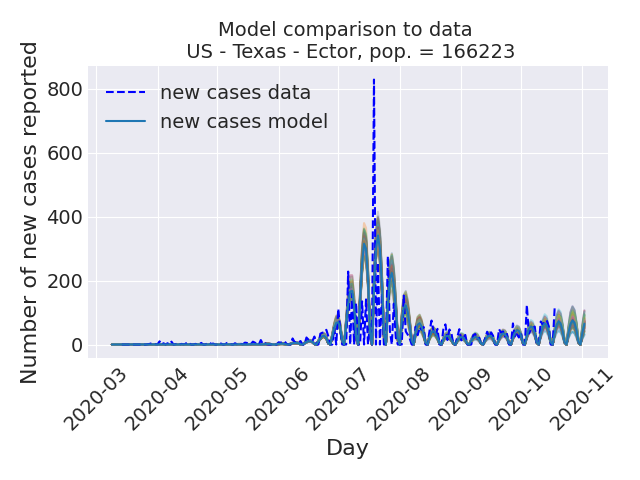 Model comparison to data
US - Texas - Ector, pop. = 166223
Number of new cases reported
800
600
400
200
0
new cases data
new cases model
2020-03
2020-04
2020-05
2020-06
2020-07
2020-08
2020-09
2020-10
2020-11
Day